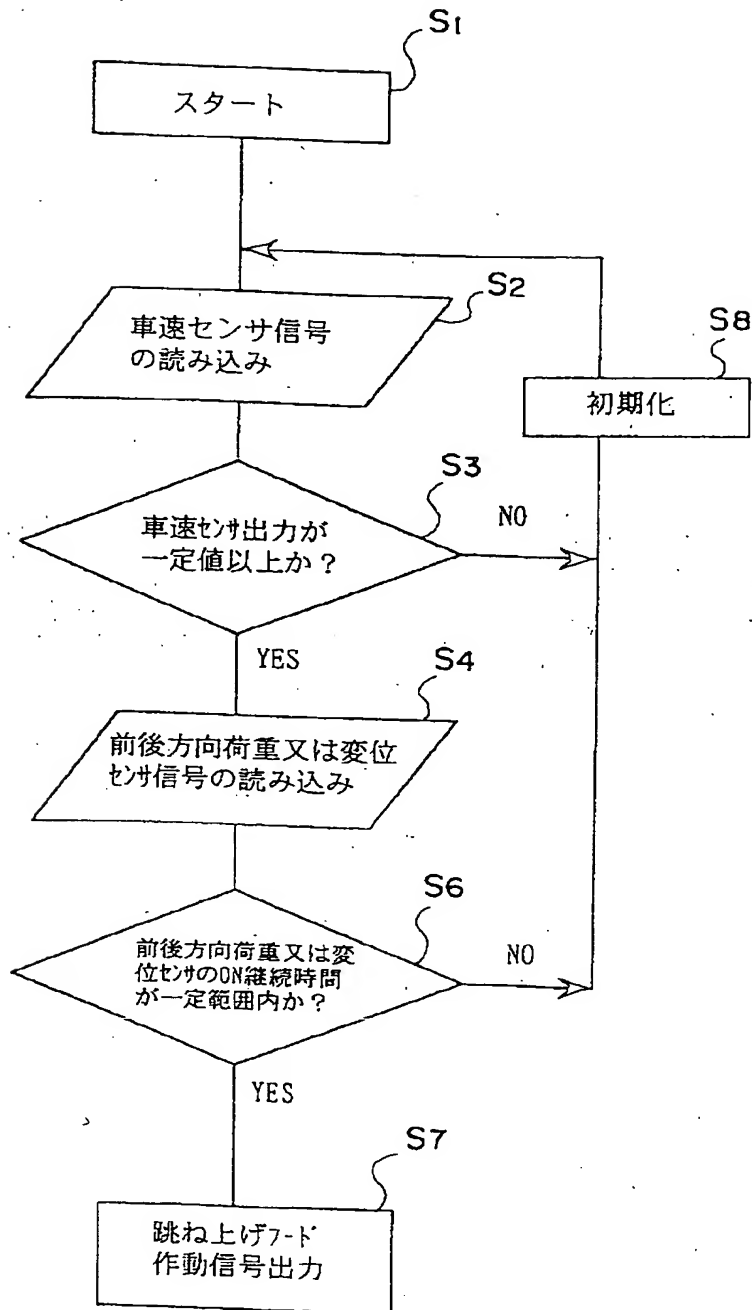 S1
スタート
S2
車速センサ信号
の読み込み
S8
初期化
S3
車速センサ出力が
一定値以上か?
NO
YES
S4
前後方向荷重又は変位
センサ信号の読み込み
S6
前後方向荷重又は変
位センサのON継続時間
が一定範囲内か?
NO
YES
S7
跳ね上げフード
作動信号出力